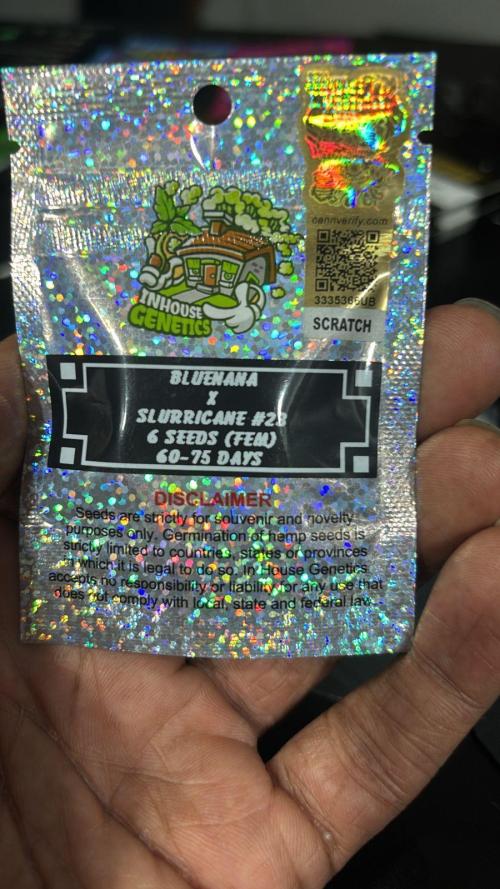 cannverify.com
3335366UB
SCRATCH
INHOUSE
GENETICS
BLUENANA
X
SLURRICANE #23
6 SEEDS (FEM)
60-75 DAYS
DISCLAIMER
Seeds are strictly for souvenir and novelty
purposes only. Germination of hemp seeds is
strictly limited to countries, states or provinces
in which it is legal to do so. In House Genetics
accepts no responsibility or liability for any use that
does not comply with local, state and federal law.